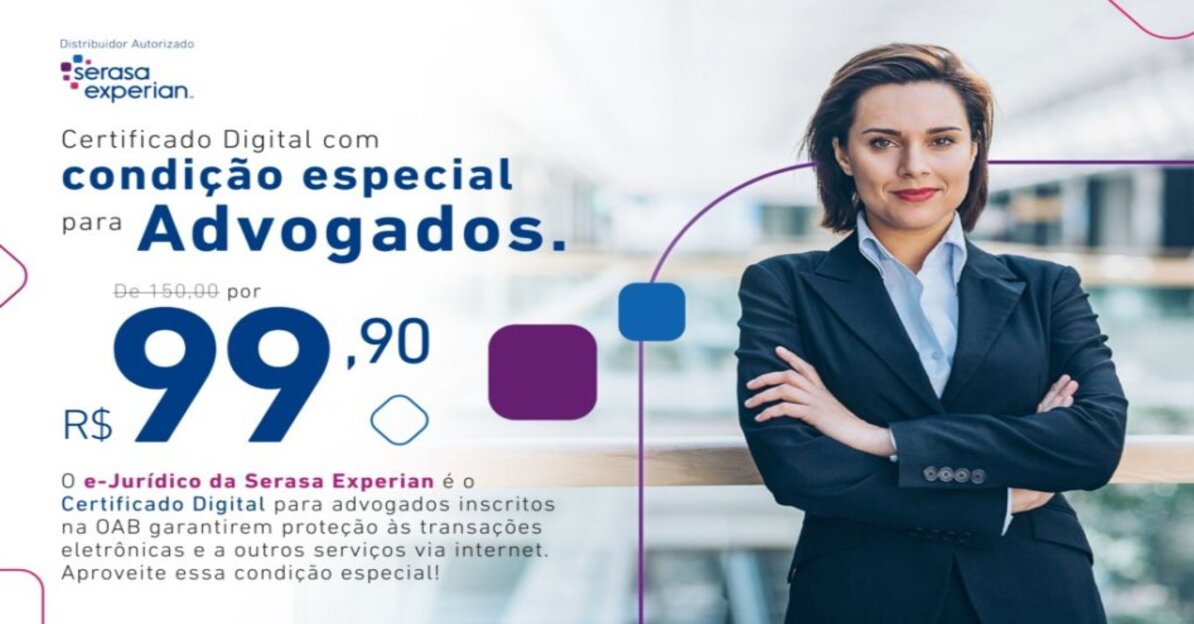 Distribuidor Autorizado
serasa
experian™
Certificado Digital com
condição especial
para Advogados.
De 150,00 por
R$ 99,90
O e-Jurídico da Serasa Experian é o
Certificado Digital para advogados inscritos
na OAB garantirem proteção às transações
eletrônicas e a outros serviços via internet.
Aproveite essa condição especial!